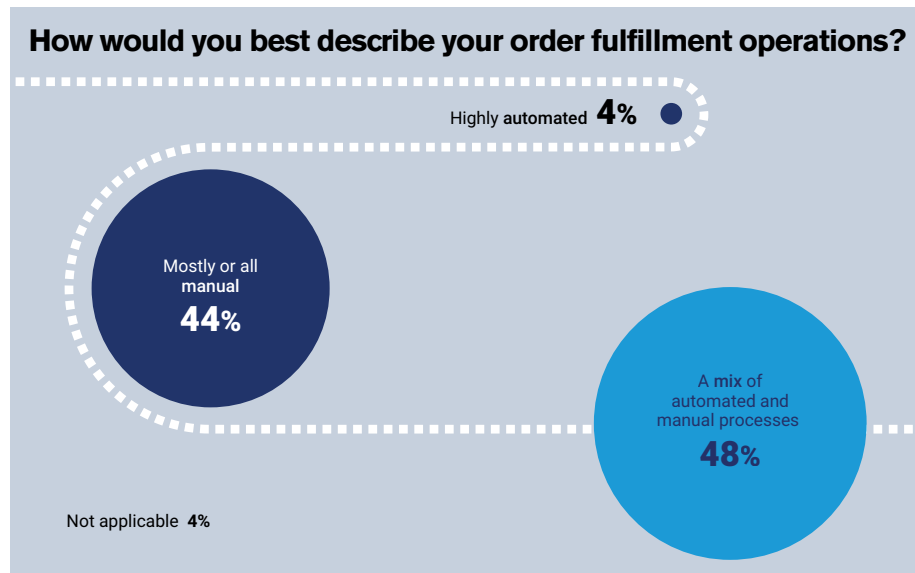 How would you best describe your order fulfillment operations?
Highly automated 4%
Mostly or all
manual
44%
A mix of
automated and
manual processes
48%
Not applicable 4%